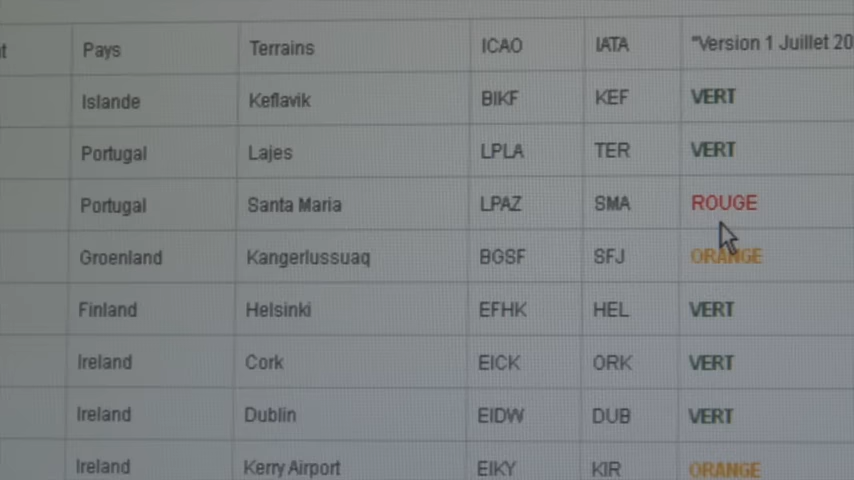 t Pays Terrains ICAO IATA "Version 1 Juillet 20
Islande Keflavik BIKF KEF VERT
Portugal Lajes LPLA TER VERT
Portugal Santa Maria LPAZ SMA ROUGE
Groenland Kangerlussuaq BGSF SFJ ORANGE
Finland Helsinki EFHK HEL VERT
Ireland Cork EICK ORK VERT
Ireland Dublin EIDW DUB VERT
Ireland Kerry Airport EIKY KIR ORANGE